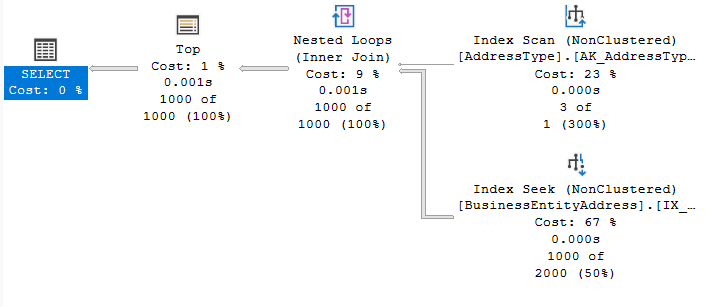 SELECT
Cost: 0 %
Top
Cost: 1 %
0.001s
1000 of
1000 (100%)
Nested Loops
(Inner Join)
Cost: 9 %
0.001s
1000 of
1000 (100%)
Index Scan (NonClustered)
[AddressType].[AK_AddressTyp…
Cost: 23 %
0.000s
3 of
1 (300%)
Index Seek (NonClustered)
[BusinessEntityAddress].[IX_…
Cost: 67 %
0.000s
1000 of
2000 (50%)